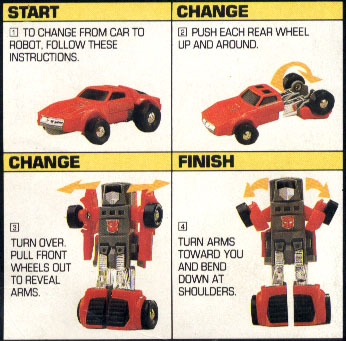 START
1 TO CHANGE FROM CAR TO
ROBOT, FOLLOW THESE
INSTRUCTIONS.
CHANGE
2 PUSH EACH REAR WHEEL
UP AND AROUND.
CHANGE
3
TURN OVER.
PULL FRONT
WHEELS OUT
TO REVEAL
ARMS.
FINISH
4
TURN ARMS
TOWARD YOU
AND BEND
DOWN AT
SHOULDERS.